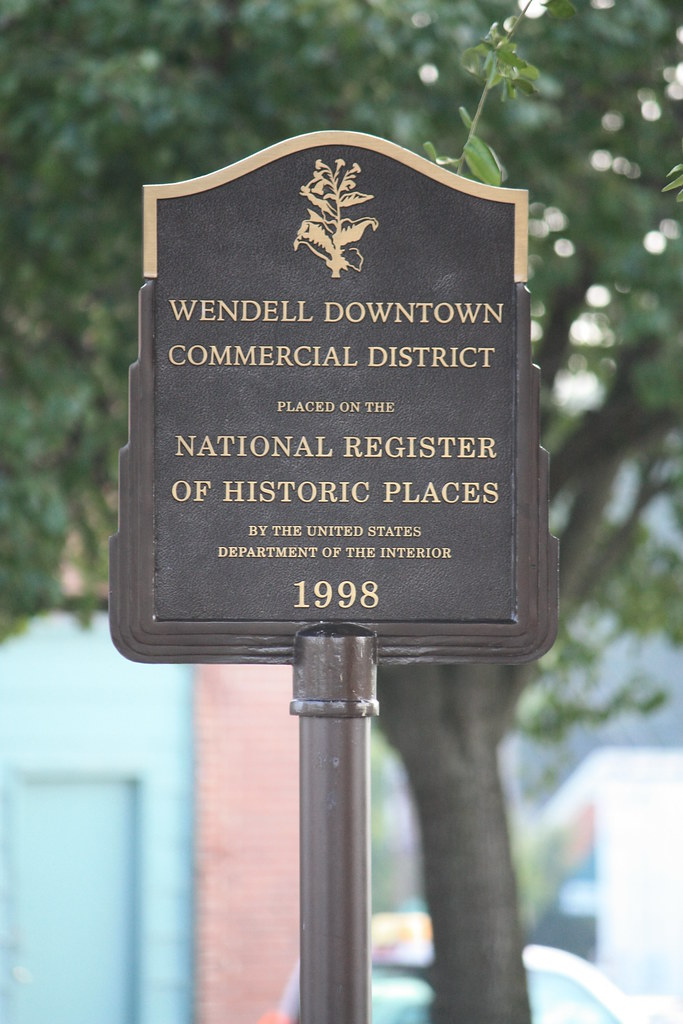 WENDELL DOWNTOWN
COMMERCIAL DISTRICT
PLACED ON THE
NATIONAL REGISTER
OF HISTORIC PLACES
BY THE UNITED STATES
DEPARTMENT OF THE INTERIOR
1998